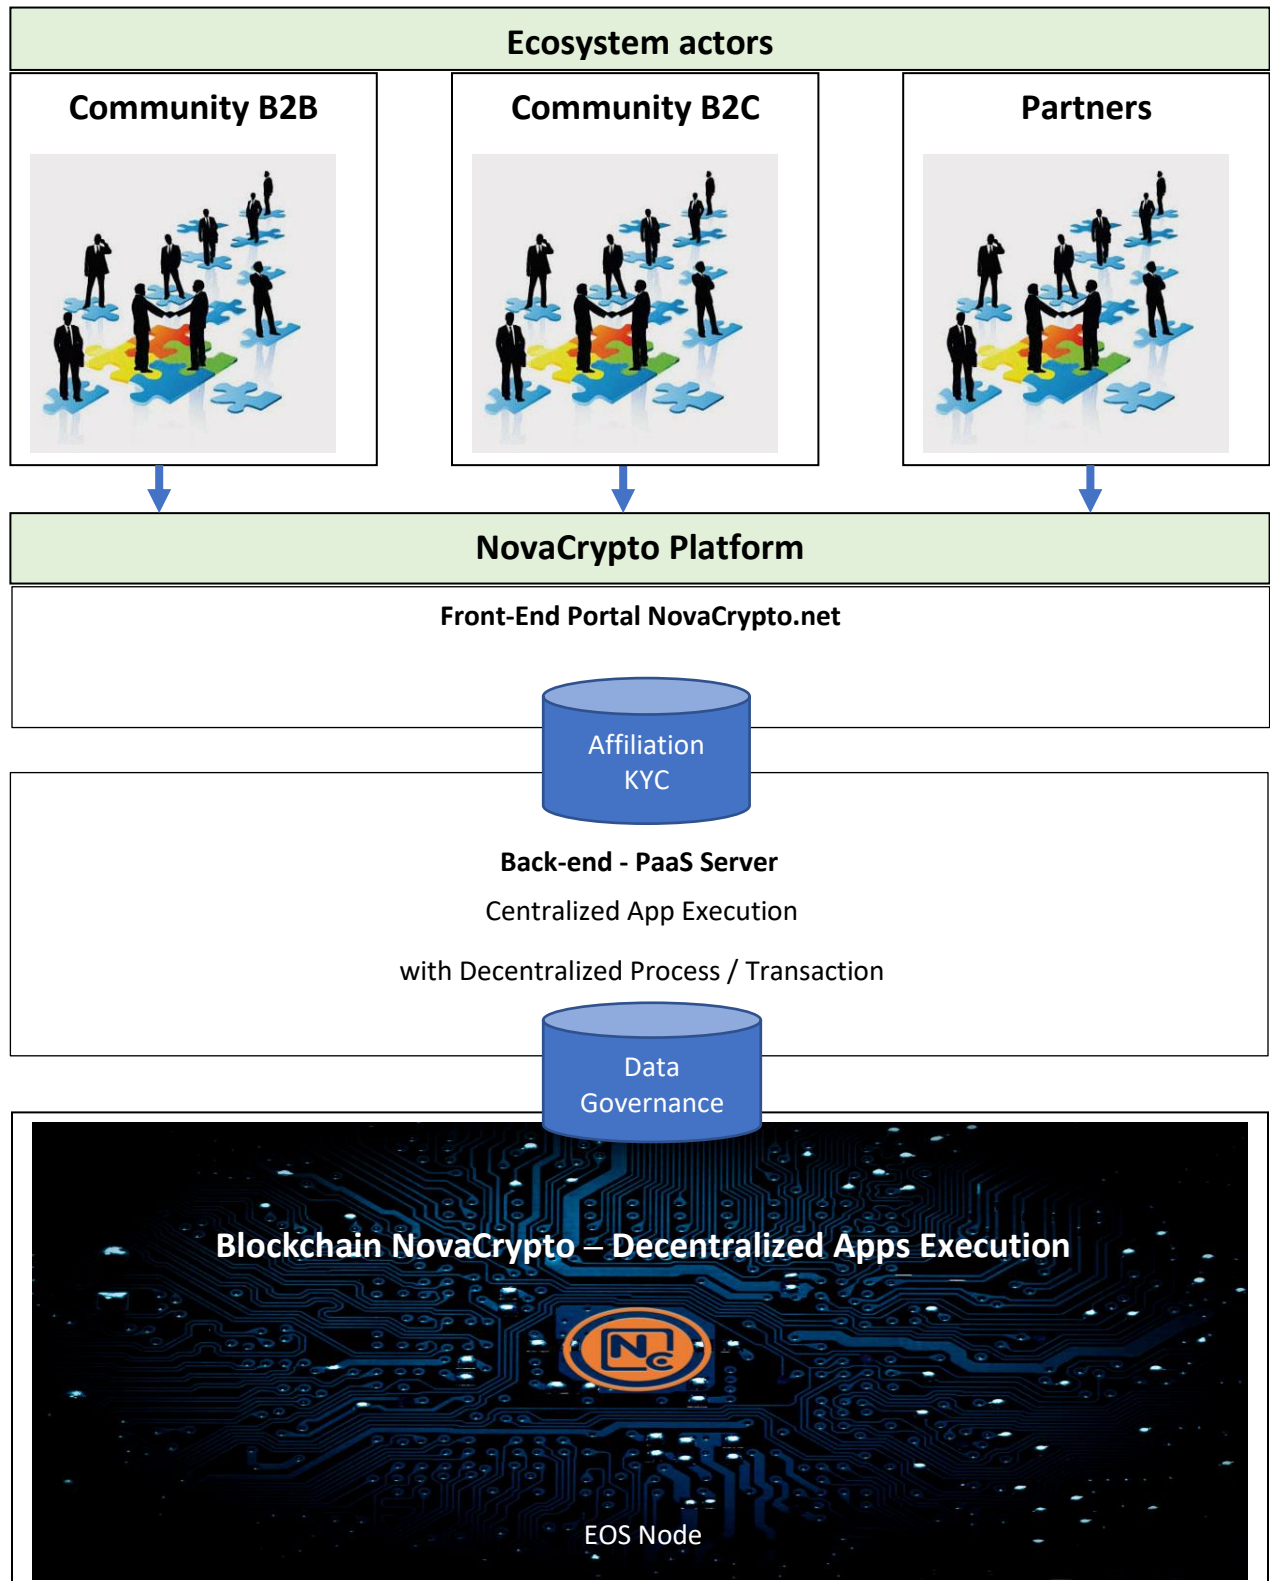 Ecosystem actors
Community B2B
Community B2C
Partners
NovaCrypto Platform
Front-End Portal NovaCrypto.net
Affiliation
KYC
Back-end - PaaS Server
Centralized App Execution
with Decentralized Process / Transaction
Data
Governance
Blockchain NovaCrypto – Decentralized Apps Execution
NC
EOS Node